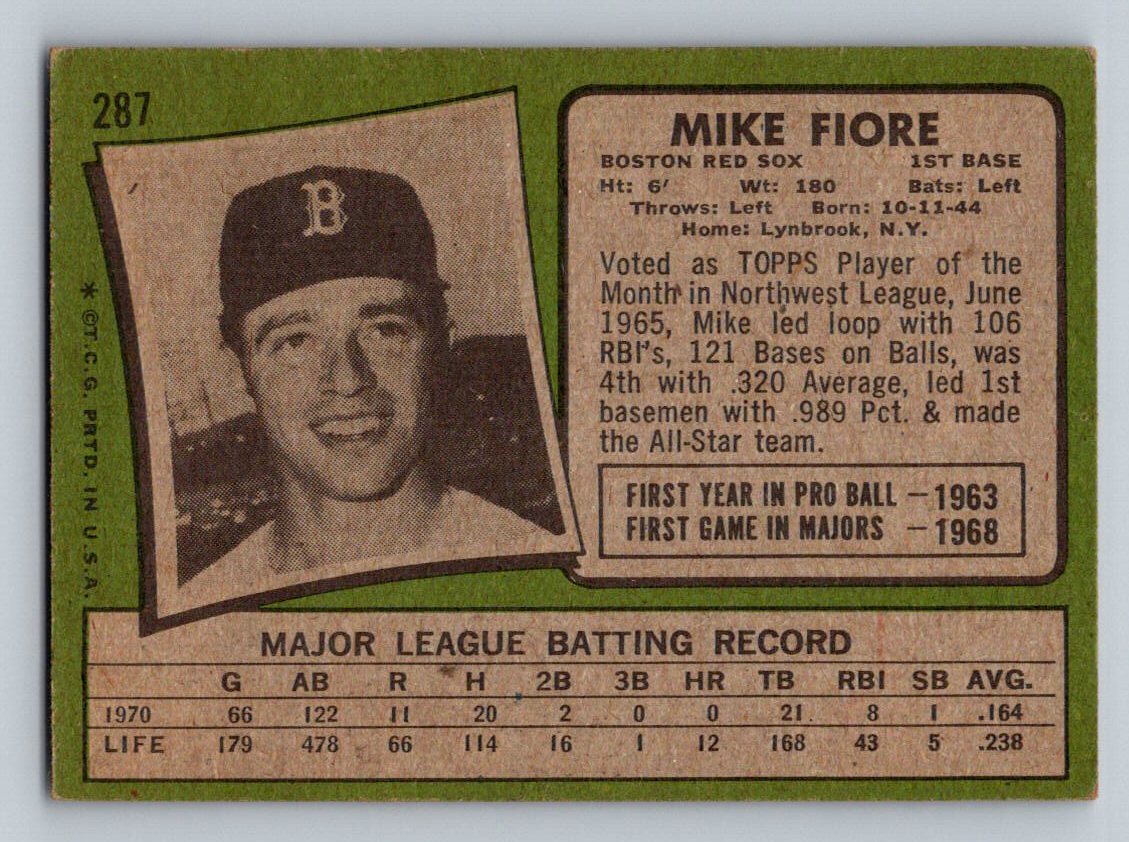 287
B
* ©T.C.G. PRTD. IN U.S.A.
MIKE FIORE
BOSTON RED SOX 1ST BASE
Ht: 6' Wt: 180 Bats: Left
Throws: Left Born: 10-11-44
Home: Lynbrook, N.Y.
Voted as TOPPS Player of the
Month in Northwest League, June
1965, Mike led loop with 106
RBI's, 121 Bases on Balls, was
4th with .320 Average, led 1st
basemen with .989 Pct. & made
the All-Star team.
FIRST YEAR IN PRO BALL — 1963
FIRST GAME IN MAJORS — 1968
MAJOR LEAGUE BATTING RECORD
G AB R H 2B 3B HR TB RBI SB AVG.
1970 66 122 11 20 2 0 0 21 8 1 .164
LIFE 179 478 66 114 16 1 12 168 43 5 .238